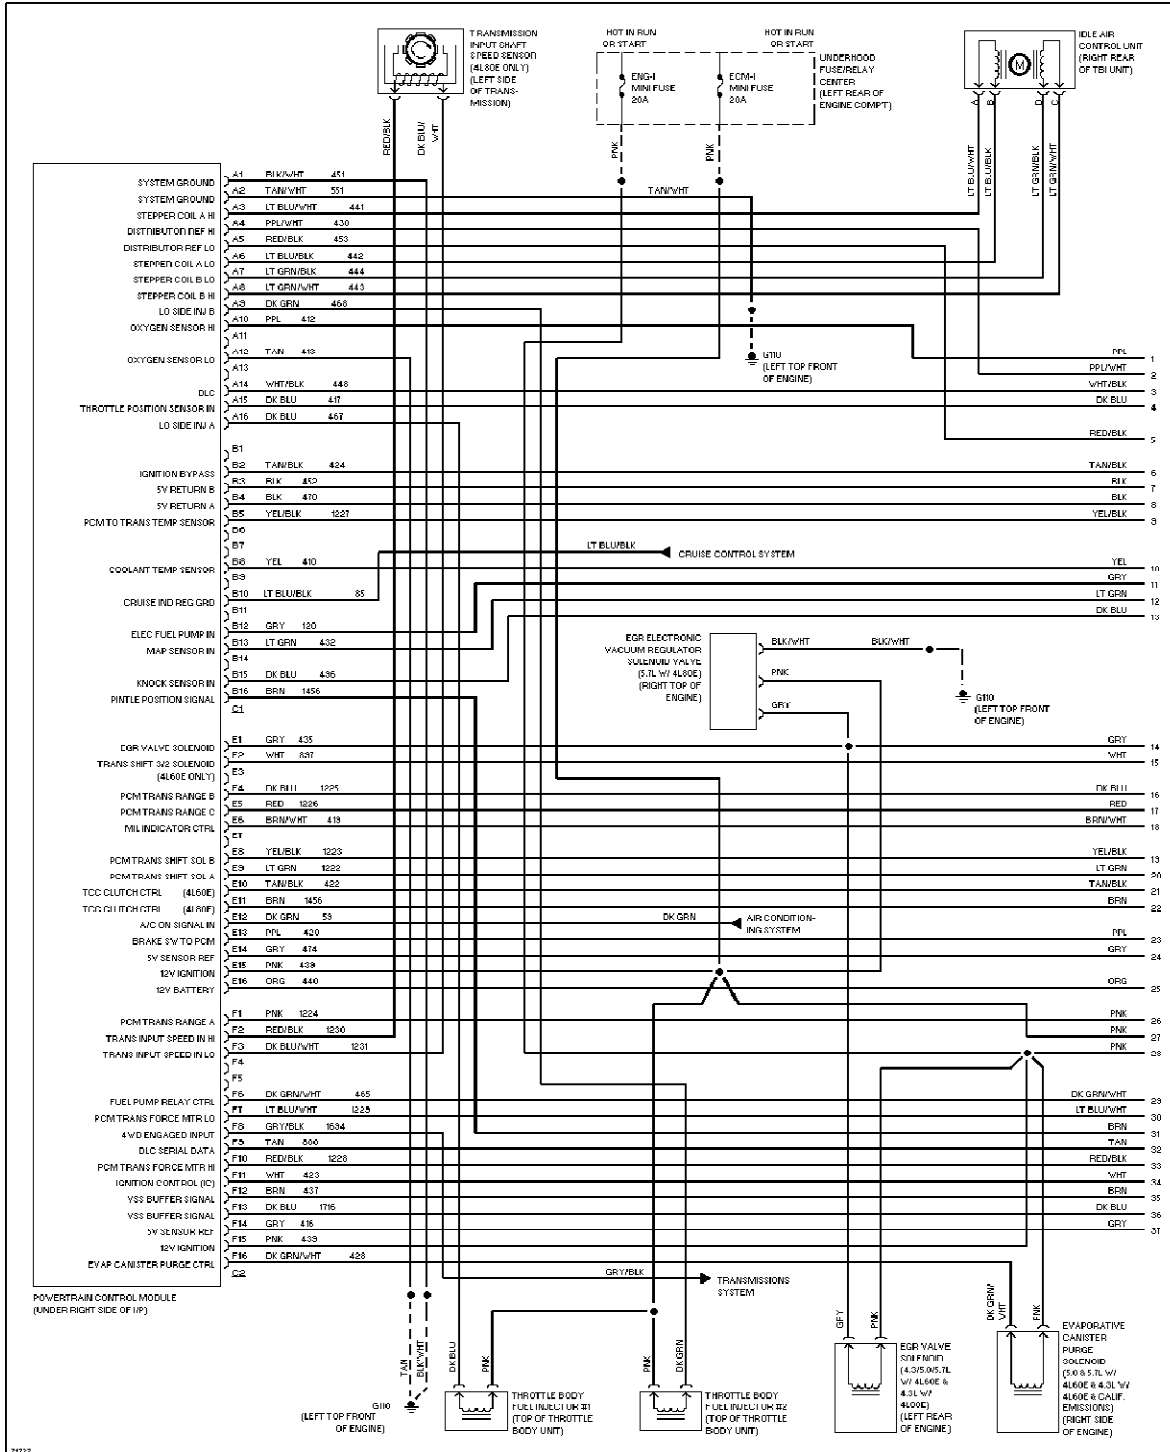 TRANSMISSION
INPUT SHAFT
SPEED SENSOR
(4L80E ONLY)
(LEFT SIDE
OF TRANS-
MISSION)
RED/BLK
DK BLU/
WHT
HOT IN RUN
OR START
HOT IN RUN
OR START
ENG-I
MINI FUSE
20A
ECM-I
MINI FUSE
20A
UNDERHOOD
FUSE/RELAY
CENTER
(LEFT REAR OF
ENGINE COMPT)
PNK
PNK
IDLE AIR
CONTROL UNIT
(RIGHT REAR
OF TBI UNIT)
M
A
B
D
C
LT BLU/WHT
LT BLU/BLK
LT GRN/BLK
LT GRN/WHT
TAN/WHT
G110
(LEFT TOP FRONT
OF ENGINE)
SYSTEM GROUND A1 BLK/WHT 451
SYSTEM GROUND A2 TAN/WHT 551
STEPPER COIL A HI A3 LT BLU/WHT 441
DISTRIBUTOR REF HI A4 PPL/WHT 430
DISTRIBUTOR REF LO A5 RED/BLK 453
STEPPER COIL A LO A6 LT BLU/BLK 442
STEPPER COIL B LO A7 LT GRN/BLK 444
STEPPER COIL B HI A8 LT GRN/WHT 443
LO SIDE INJ B A9 DK GRN 468
OXYGEN SENSOR HI A10 PPL 412
A11
OXYGEN SENSOR LO A12 TAN 413
A13
DLC A14 WHT/BLK 448
THROTTLE POSITION SENSOR IN A15 DK BLU 417
LO SIDE INJ A A16 DK BLU 467
PPL 1
PPL/WHT 2
WHT/BLK 3
DK BLU 4
RED/BLK 5
B1
IGNITION BYPASS B2 TAN/BLK 424 TAN/BLK 6
5V RETURN B B3 BLK 452 BLK 7
5V RETURN A B4 BLK 470 BLK 8
PCM TO TRANS TEMP SENSOR B5 YEL/BLK 1227 YEL/BLK 9
B6
B7
LT BLU/BLK CRUISE CONTROL SYSTEM
COOLANT TEMP SENSOR B8 YEL 410 YEL 10
B9 GRY 11
CRUISE IND REG GRD B10 LT BLU/BLK 85 LT GRN 12
B11 DK BLU 13
ELEC FUEL PUMP IN B12 GRY 120
MAP SENSOR IN B13 LT GRN 432
B14
KNOCK SENSOR IN B15 DK BLU 496
PINTLE POSITION SIGNAL B16 BRN 1456
C1
EGR ELECTRONIC
VACUUM REGULATOR
SOLENOID VALVE
(5.7L W/ 4L80E)
(RIGHT TOP OF
ENGINE)
BLK/WHT
BLK/WHT
PNK
GRY
G110
(LEFT TOP FRONT
OF ENGINE)
EGR VALVE SOLENOID E1 GRY 435 GRY 14
TRANS SHIFT 3/2 SOLENOID E2 WHT 897 WHT 15
(4L60E ONLY) E3
PCM TRANS RANGE B E4 DK BLU 1225 DK BLU 16
PCM TRANS RANGE C E5 RED 1226 RED 17
MIL INDICATOR CTRL E6 BRN/WHT 419 BRN/WHT 18
E7
PCM TRANS SHIFT SOL B E8 YEL/BLK 1223 YEL/BLK 19
PCM TRANS SHIFT SOL A E9 LT GRN 1222 LT GRN 20
TCC CLUTCH CTRL (4L60E) E10 TAN/BLK 422 TAN/BLK 21
TCC CLUTCH CTRL (4L80E) E11 BRN 1456 BRN 22
A/C ON SIGNAL IN E12 DK GRN 59 DK GRN AIR CONDITION-
ING SYSTEM
BRAKE SW TO PCM E13 PPL 420 PPL 23
5V SENSOR REF E14 GRY 474 GRY 24
12V IGNITION E15 PNK 439
12V BATTERY E16 ORG 440 ORG 25
PCM TRANS RANGE A F1 PNK 1224 PNK 26
TRANS INPUT SPEED IN HI F2 RED/BLK 1230 PNK 27
TRANS INPUT SPEED IN LO F3 DK BLU/WHT 1231 PNK 28
F4
F5
FUEL PUMP RELAY CTRL F6 DK GRN/WHT 465 DK GRN/WHT 29
PCM TRANS FORCE MTR LO F7 LT BLU/WHT 1229 LT BLU/WHT 30
4WD ENGAGED INPUT F8 GRY/BLK 1694 BRN 31
DLC SERIAL DATA F9 TAN 800 TAN 32
PCM TRANS FORCE MTR HI F10 RED/BLK 1228 RED/BLK 33
IGNITION CONTROL (IC) F11 WHT 423 WHT 34
VSS BUFFER SIGNAL F12 BRN 437 BRN 35
VSS BUFFER SIGNAL F13 DK BLU 1716 DK BLU 36
5V SENSOR REF F14 GRY 416 GRY 37
12V IGNITION F15 PNK 439
EVAP CANISTER PURGE CTRL F16 DK GRN/WHT 428
C2
GRY/BLK
TRANSMISSIONS
SYSTEM
POWERTRAIN CONTROL MODULE
(UNDER RIGHT SIDE OF I/P)
TAN
BLK/WHT
G110
(LEFT TOP FRONT
OF ENGINE)
DK BLU
PNK
THROTTLE BODY
FUEL INJECTOR #1
(TOP OF THROTTLE
BODY UNIT)
PNK
DK GRN
THROTTLE BODY
FUEL INJECTOR #2
(TOP OF THROTTLE
BODY UNIT)
GRY
PNK
EGR VALVE
SOLENOID
(4.3/5.0/5.7L
W/ 4L60E &
4.3L W/
4L80E)
(LEFT REAR
OF ENGINE)
DK GRN/
WHT
PNK
EVAPORATIVE
CANISTER
PURGE
SOLENOID
(5.0 & 5.7L W/
4L60E & 4.3L W/
4L60E & CALIF.
EMISSIONS)
(RIGHT SIDE
OF ENGINE)